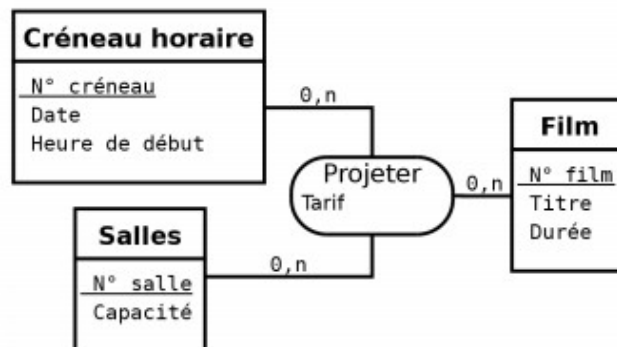 Créneau horaire
N° créneau
Date
Heure de début
0,n
Projeter
Tarif
0,n
Film
N° film
Titre
Durée
Salles
N° salle
Capacité
0,n